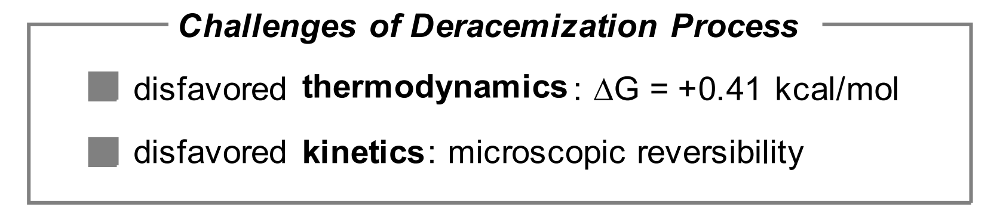 Challenges of Deracemization Process
disfavored thermodynamics: ΔG = +0.41 kcal/mol
disfavored kinetics: microscopic reversibility